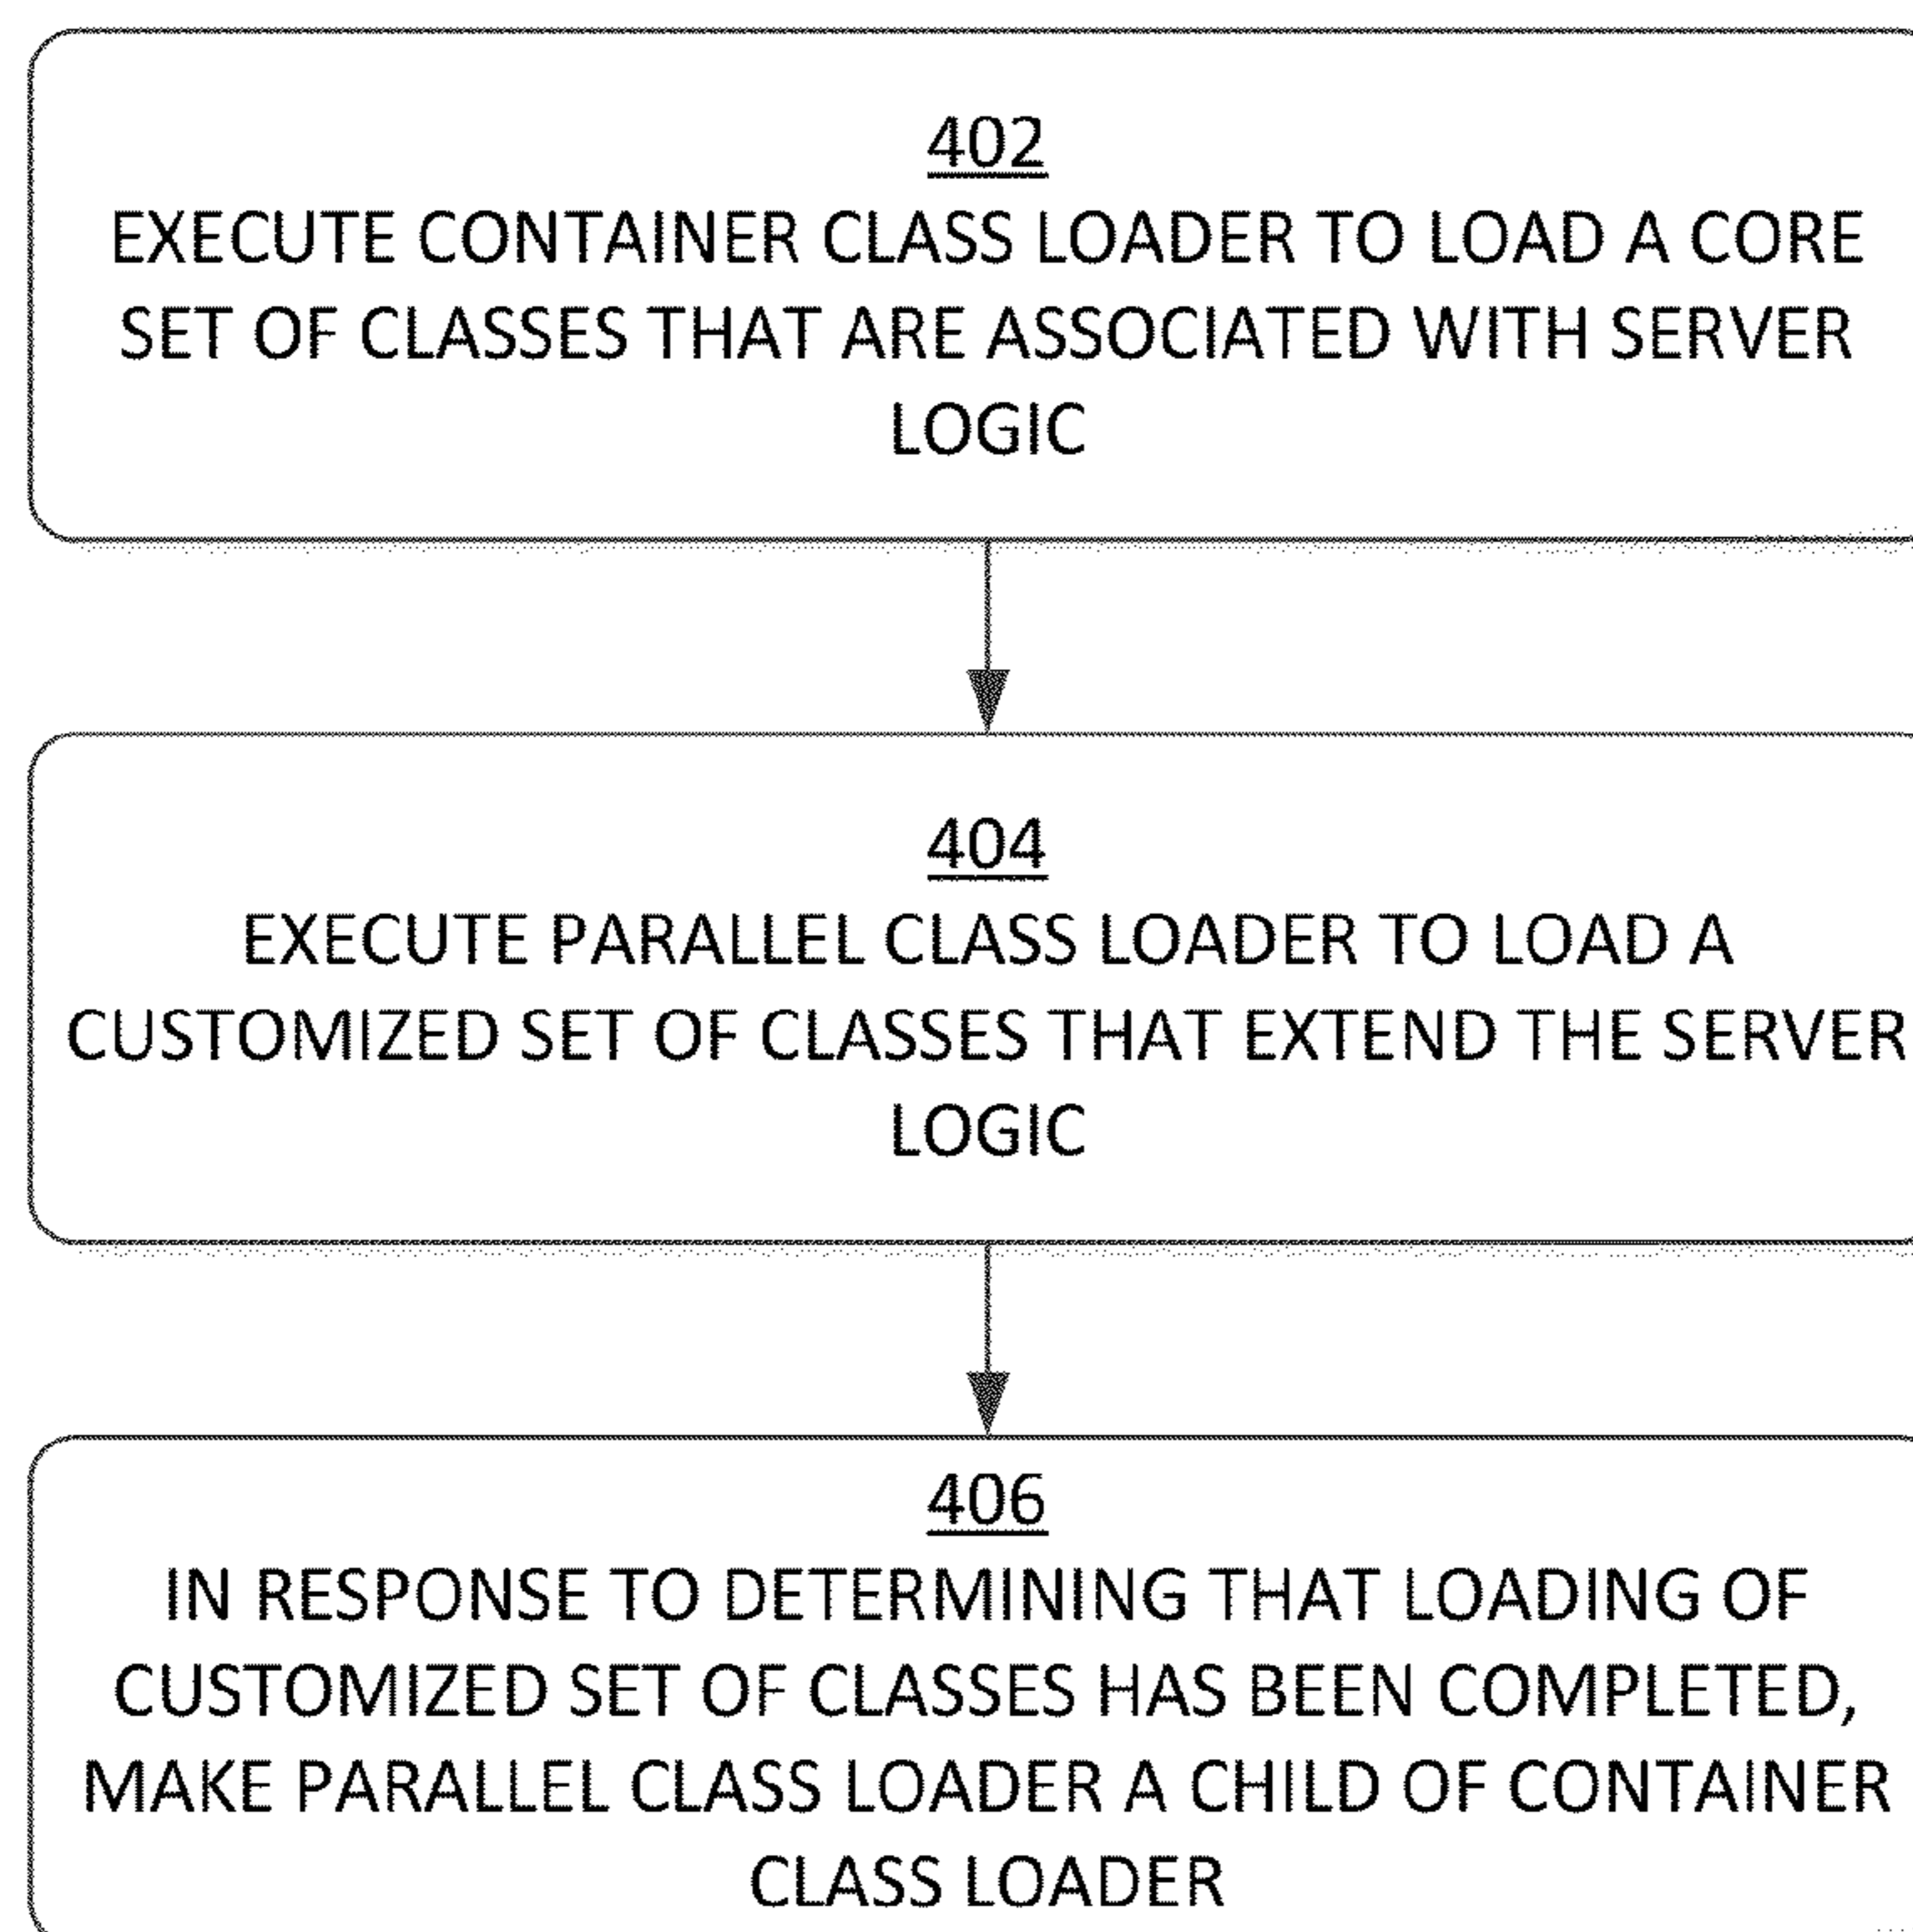 402
EXECUTE CONTAINER CLASS LOADER TO LOAD A CORE
SET OF CLASSES THAT ARE ASSOCIATED WITH SERVER
LOGIC
404
EXECUTE PARALLEL CLASS LOADER TO LOAD A
CUSTOMIZED SET OF CLASSES THAT EXTEND THE SERVER
LOGIC
406
IN RESPONSE TO DETERMINING THAT LOADING OF
CUSTOMIZED SET OF CLASSES HAS BEEN COMPLETED,
MAKE PARALLEL CLASS LOADER A CHILD OF CONTAINER
CLASS LOADER